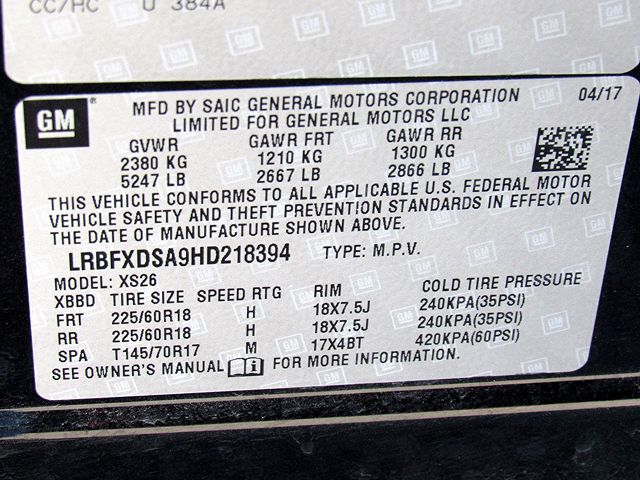 CC/HC U 384A
GM
MFD BY SAIC GENERAL MOTORS CORPORATION 04/17
LIMITED FOR GENERAL MOTORS LLC
GVWR GAWR FRT GAWR RR
2380 KG 1210 KG 1300 KG
5247 LB 2667 LB 2866 LB
THIS VEHICLE CONFORMS TO ALL APPLICABLE U.S. FEDERAL MOTOR
VEHICLE SAFETY AND THEFT PREVENTION STANDARDS IN EFFECT ON
THE DATE OF MANUFACTURE SHOWN ABOVE.
LRBFXDSA9HD218394 TYPE: M.P.V.
MODEL: XS26
XBBD TIRE SIZE SPEED RTG RIM COLD TIRE PRESSURE
FRT 225/60R18 H 18X7.5J 240KPA(35PSI)
RR 225/60R18 H 18X7.5J 240KPA(35PSI)
SPA T145/70R17 M 17X4BT 420KPA(60PSI)
SEE OWNER'S MANUAL FOR MORE INFORMATION.